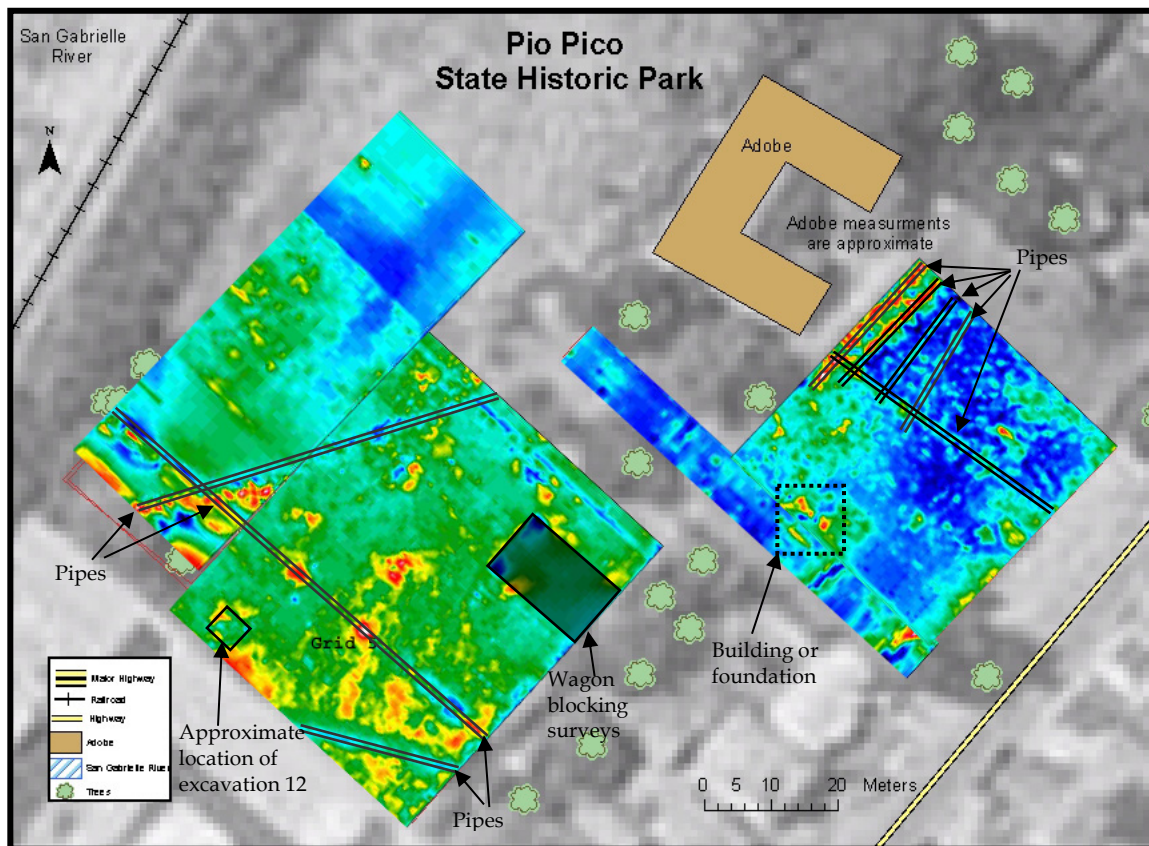 San Gabrielle
River
Pio Pico
State Historic Park
N
Adobe
Adobe measurments
are approximate
Pipes
Pipes
Grid 5
Building or
foundation
Wagon
blocking
surveys
Approximate
location of
excavation 12
Pipes
Major Highway
Railroad
Highway
Adobe
San Gabrielle River
Trees
0 5 10 20 Meters